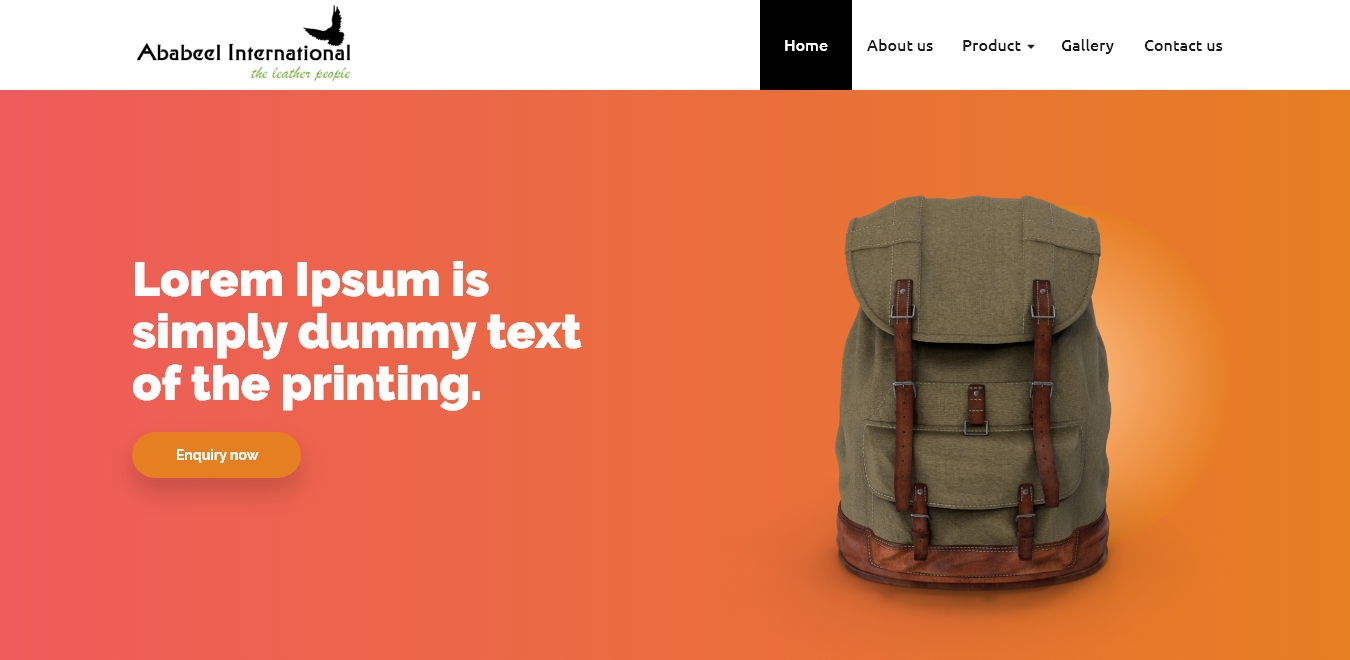 Ababeel International
the leather people
Home About us Product Gallery Contact us
Lorem Ipsum is
simply dummy text
of the printing.
Enquiry now